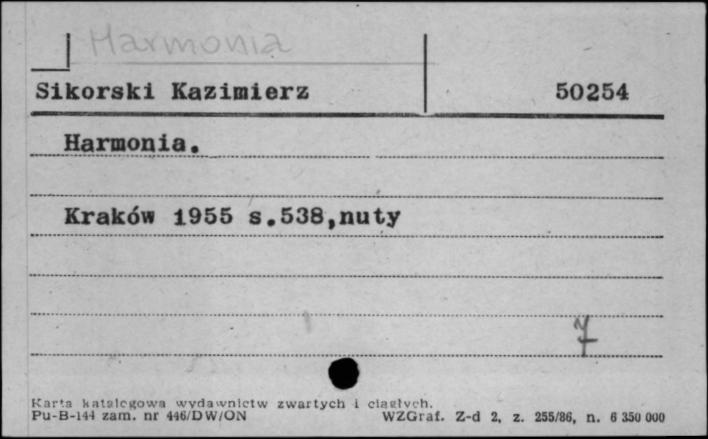 Harmonia
Sikorski Kazimierz 50254
Harmonia.
Kraków 1955 s.538,nuty
7
Karta katalogowa wydawnictw zwartych i ciągłych.
Pu-B-144 zam. nr 446/DW/ON WZGraf. Z-d 2, z. 255/86, n. 6 350 000